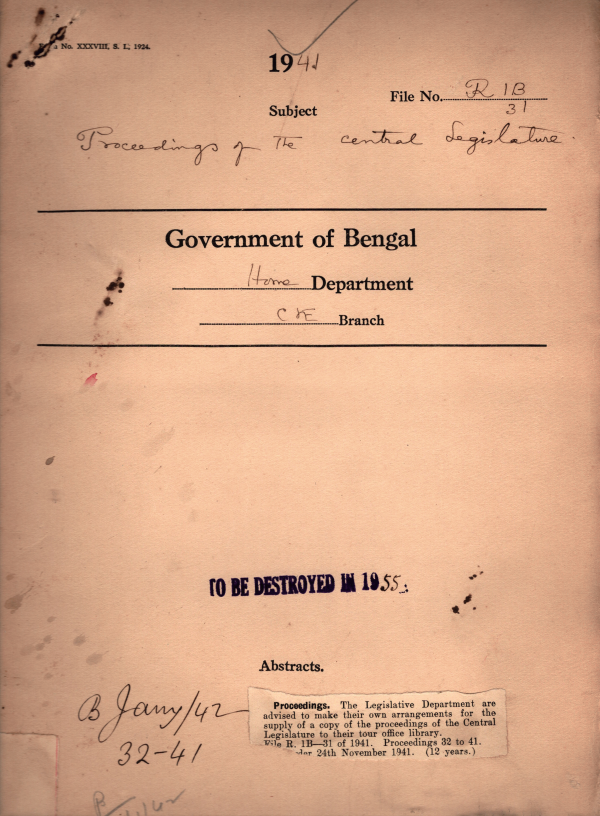 No. XXXVIII, S. I., 1924.
1941
File No. R 1B
31
Subject
Proceedings of The central Legislature.
Government of Bengal
Home Department
Branch
TO BE DESTROYED IN 1955.
Abstracts.
B Jany/42
32-41
Proceedings. The Legislative Department are
advised to make their own arrangements for the
supply of a copy of the proceedings of the Central
Legislature to their tour office library.
File R. 1B—31 of 1941. Proceedings 32 to 41.
24th November 1941. (12 years.)